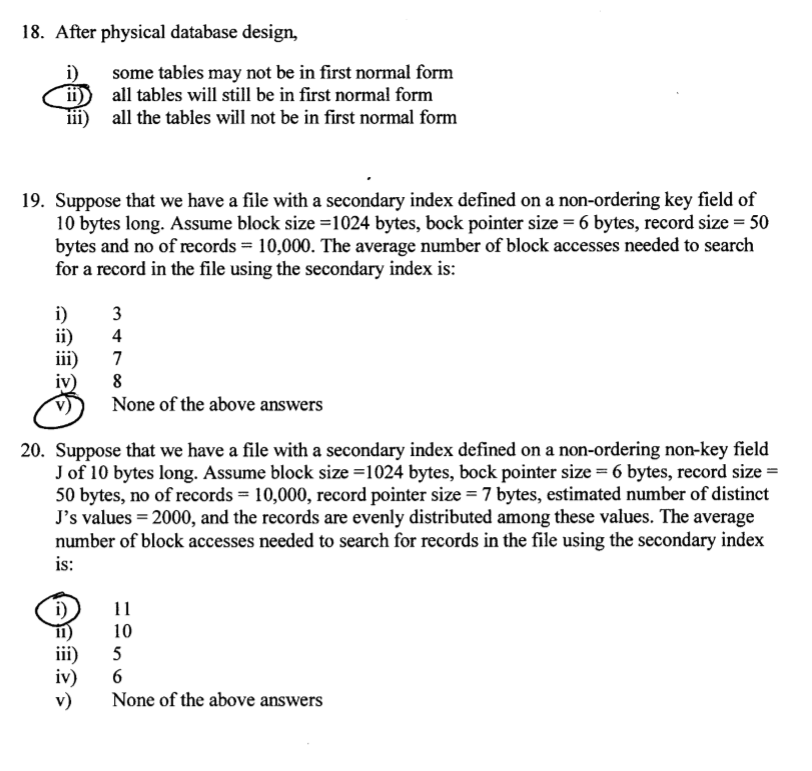 18. After physical database design,
i) some tables may not be in first normal form
ii) all tables will still be in first normal form
iii) all the tables will not be in first normal form
19. Suppose that we have a file with a secondary index defined on a non-ordering key field of
10 bytes long. Assume block size =1024 bytes, bock pointer size = 6 bytes, record size = 50
bytes and no of records = 10,000. The average number of block accesses needed to search
for a record in the file using the secondary index is:
i) 3
ii) 4
iii) 7
iv) 8
v) None of the above answers
20. Suppose that we have a file with a secondary index defined on a non-ordering non-key field
J of 10 bytes long. Assume block size =1024 bytes, bock pointer size = 6 bytes, record size =
50 bytes, no of records = 10,000, record pointer size = 7 bytes, estimated number of distinct
J's values = 2000, and the records are evenly distributed among these values. The average
number of block accesses needed to search for records in the file using the secondary index
is:
i) 11
ii) 10
iii) 5
iv) 6
v) None of the above answers